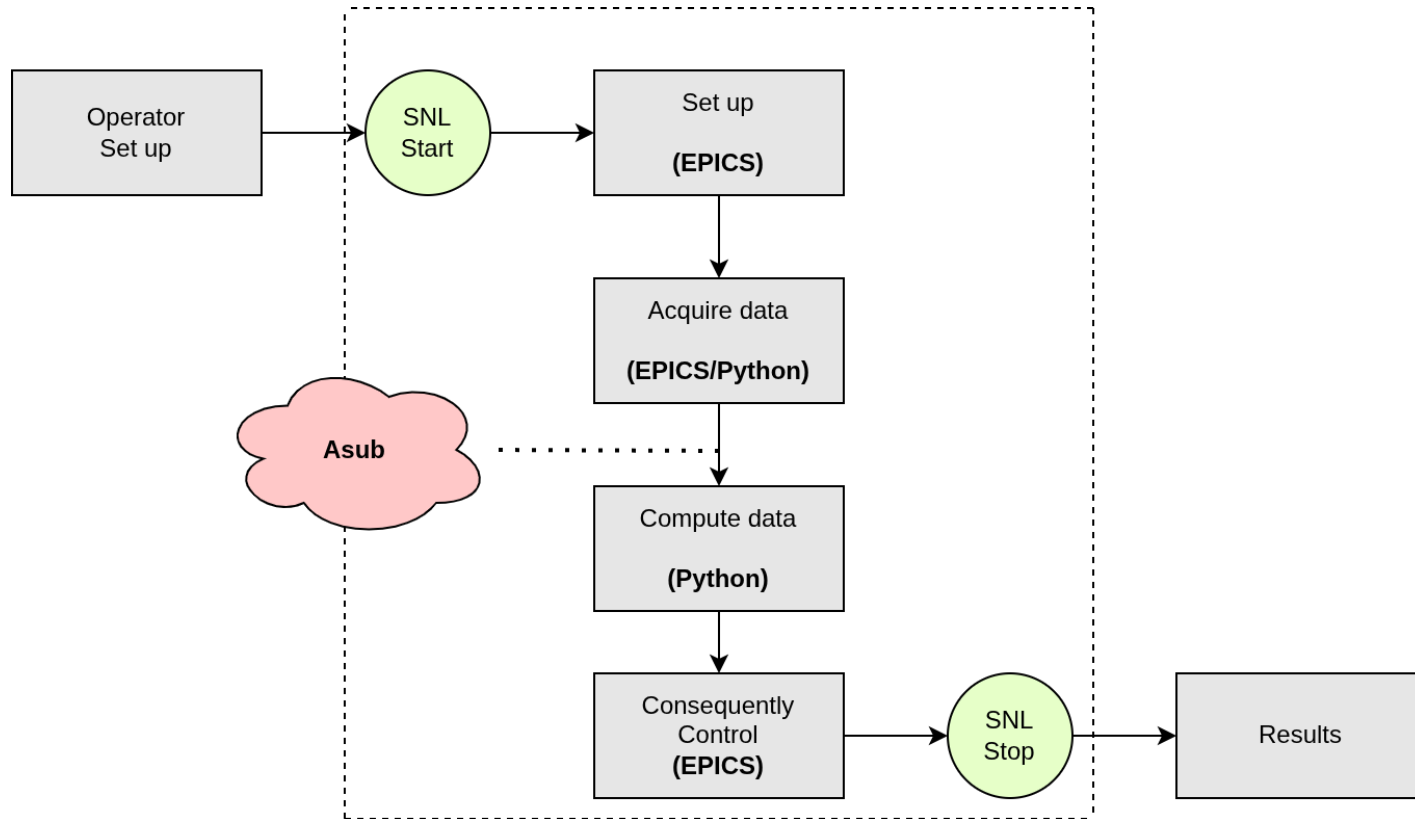 Operator
Set up
SNL
Start
Set up
(EPICS)
Acquire data
(EPICS/Python)
Asub
Compute data
(Python)
Consequently
Control
(EPICS)
SNL
Stop
Results